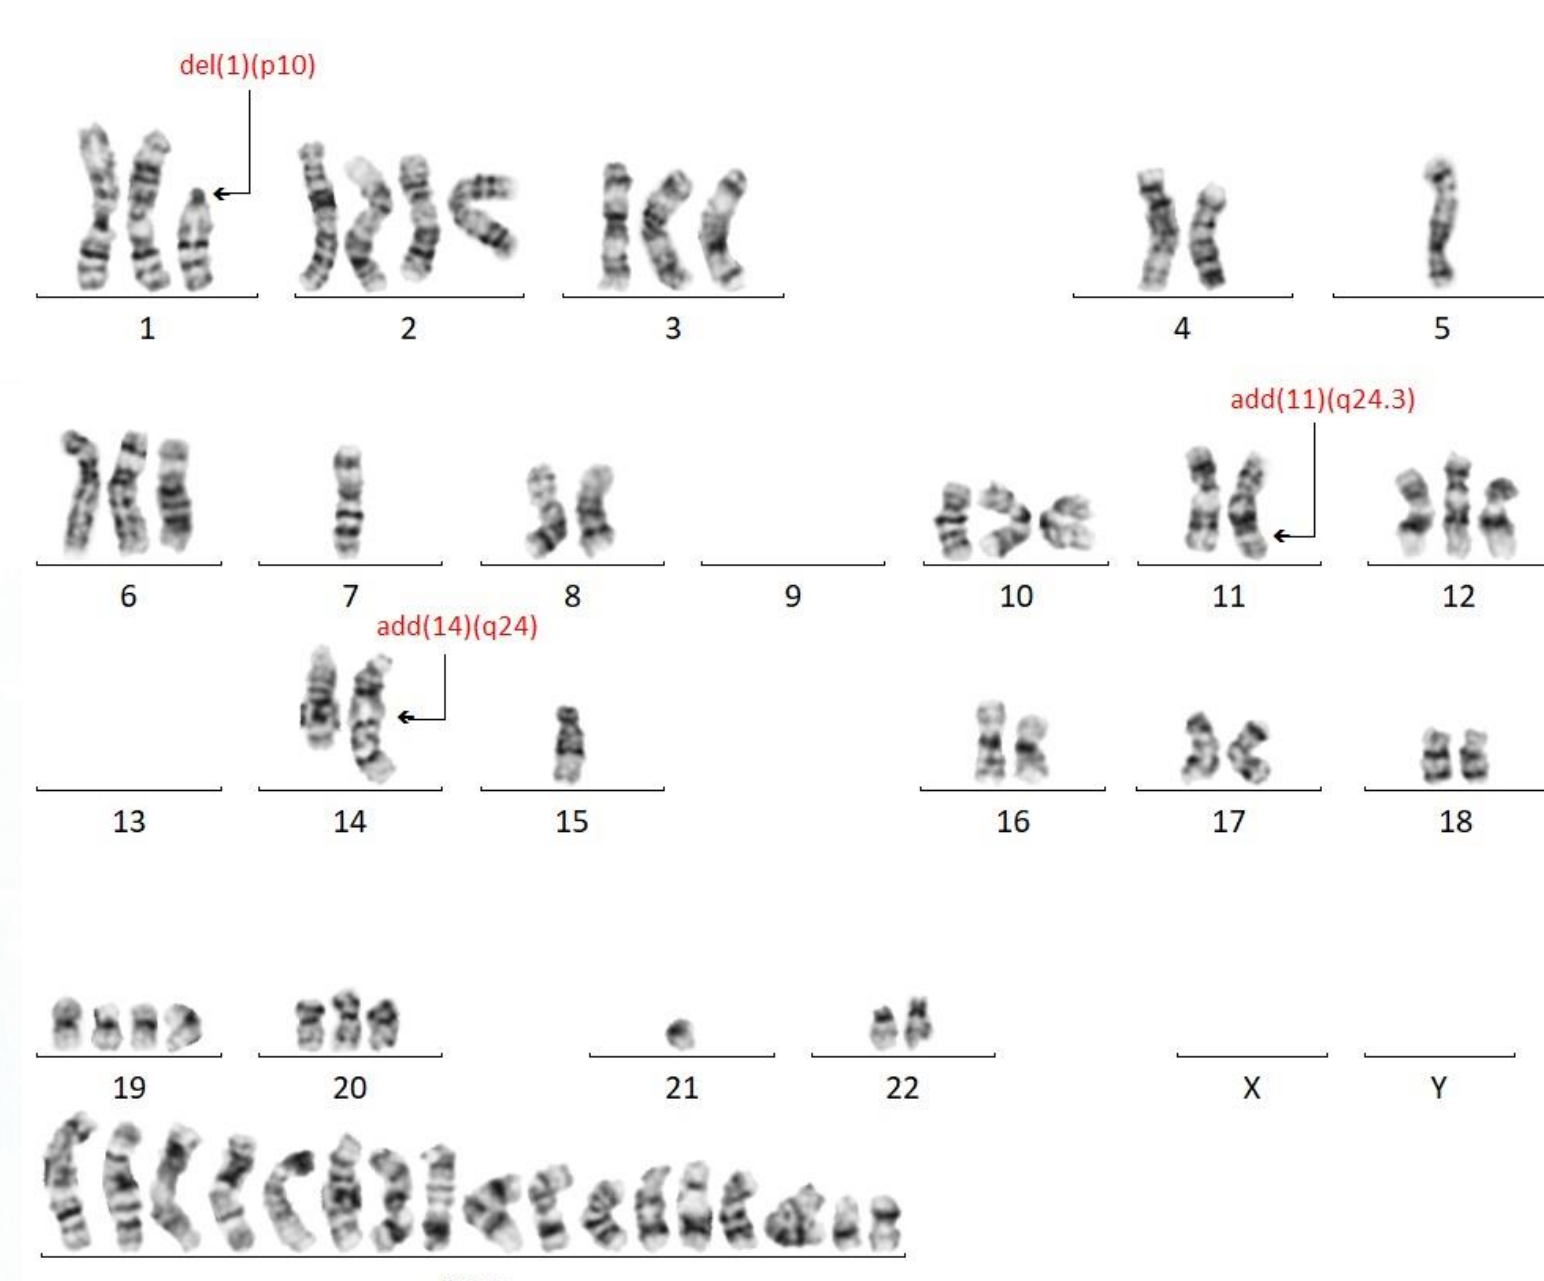 del(1)(p10)
1 2 3 4 5
add(11)(q24.3)
6 7 8 9 10 11 12
add(14)(q24)
13 14 15 16 17 18
19 20 21 22 X Y